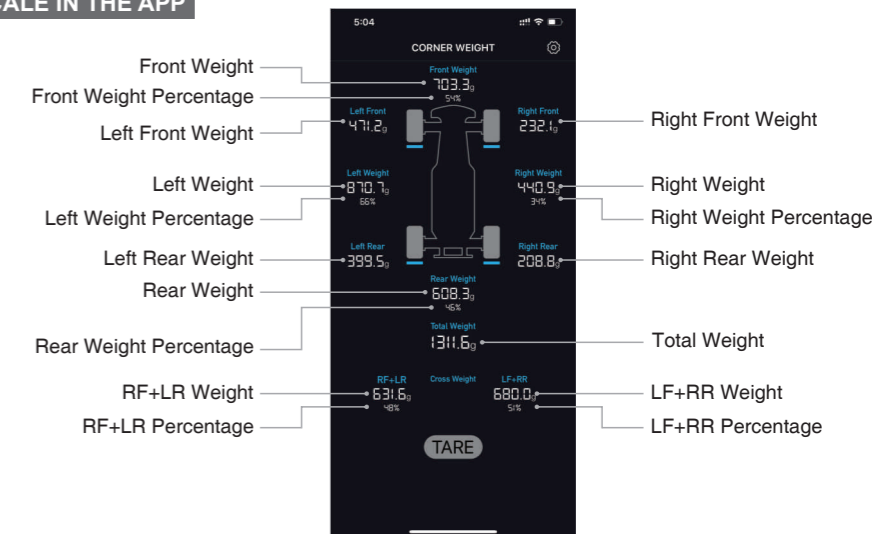 CALE IN THE APP
5:04
CORNER WEIGHT
Front Weight
Front Weight
703.3g
Front Weight Percentage
54%
Left Front
Right Front
Left Front Weight
471.2g
232.1g
Right Front Weight
Left Weight
Right Weight
Left Weight
870.7g
440.9g
Right Weight
Left Weight Percentage
66%
34%
Right Weight Percentage
Left Rear
Right Rear
Left Rear Weight
399.5g
208.8g
Right Rear Weight
Rear Weight
Rear Weight
608.3g
46%
Rear Weight Percentage
Total Weight
1311.6g
Total Weight
RF+LR
Cross Weight
LF+RR
RF+LR Weight
631.6g
680.0g
LF+RR Weight
RF+LR Percentage
48%
51%
LF+RR Percentage
TARE